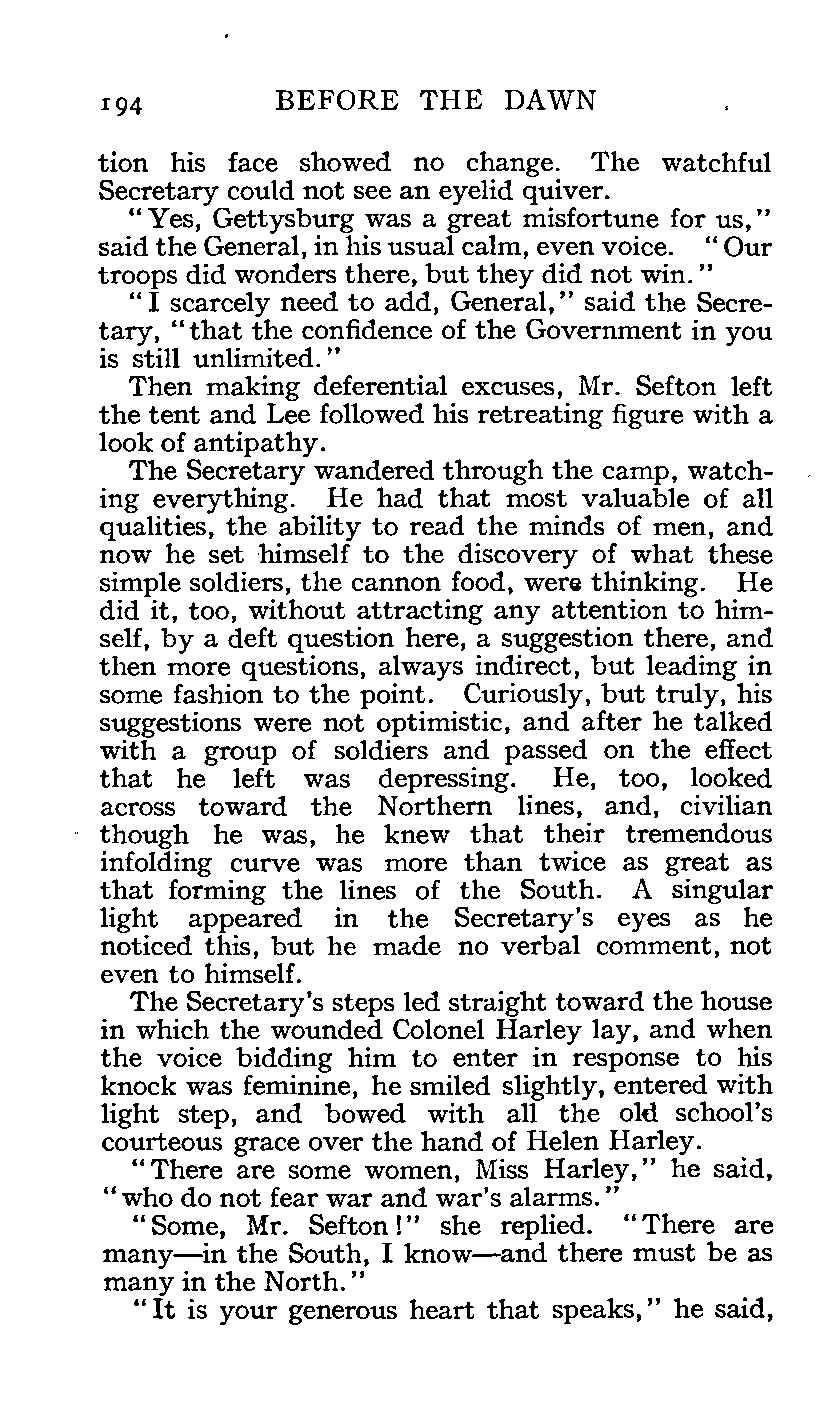 194 BEFORE THE DAWN
tion his face showed no change. The watchful
Secretary could not see an eyelid quiver.
"Yes, Gettysburg was a great misfortune for us,"
said the General, in his usual calm, even voice. "Our
troops did wonders there, but they did not win."
"I scarcely need to add, General," said the Secre-
tary, "that the confidence of the Government in you
is still unlimited."
Then making deferential excuses, Mr. Sefton left
the tent and Lee followed his retreating figure with a
look of antipathy.
The Secretary wandered through the camp, watch-
ing everything. He had that most valuable of all
qualities, the ability to read the minds of men, and
now he set himself to the discovery of what these
simple soldiers, the cannon food, were thinking. He
did it, too, without attracting any attention to him-
self, by a deft question here, a suggestion there, and
then more questions, always indirect, but leading in
some fashion to the point. Curiously, but truly, his
suggestions were not optimistic, and after he talked
with a group of soldiers and passed on the effect
that he left was depressing. He, too, looked
across toward the Northern lines, and, civilian
though he was, he knew that their tremendous
infolding curve was more than twice as great as
that forming the lines of the South. A singular
light appeared in the Secretary's eyes as he
noticed this, but he made no verbal comment, not
even to himself.
The Secretary's steps led straight toward the house
in which the wounded Colonel Harley lay, and when
the voice bidding him to enter in response to his
knock was feminine, he smiled slightly, entered with
light step, and bowed with all the old school's
courteous grace over the hand of Helen Harley.
"There are some women, Miss Harley," he said,
"who do not fear war and war's alarms."
"Some, Mr. Sefton!" she replied. "There are
many—in the South, I know—and there must be as
many in the North."
"It is your generous heart that speaks," he said,